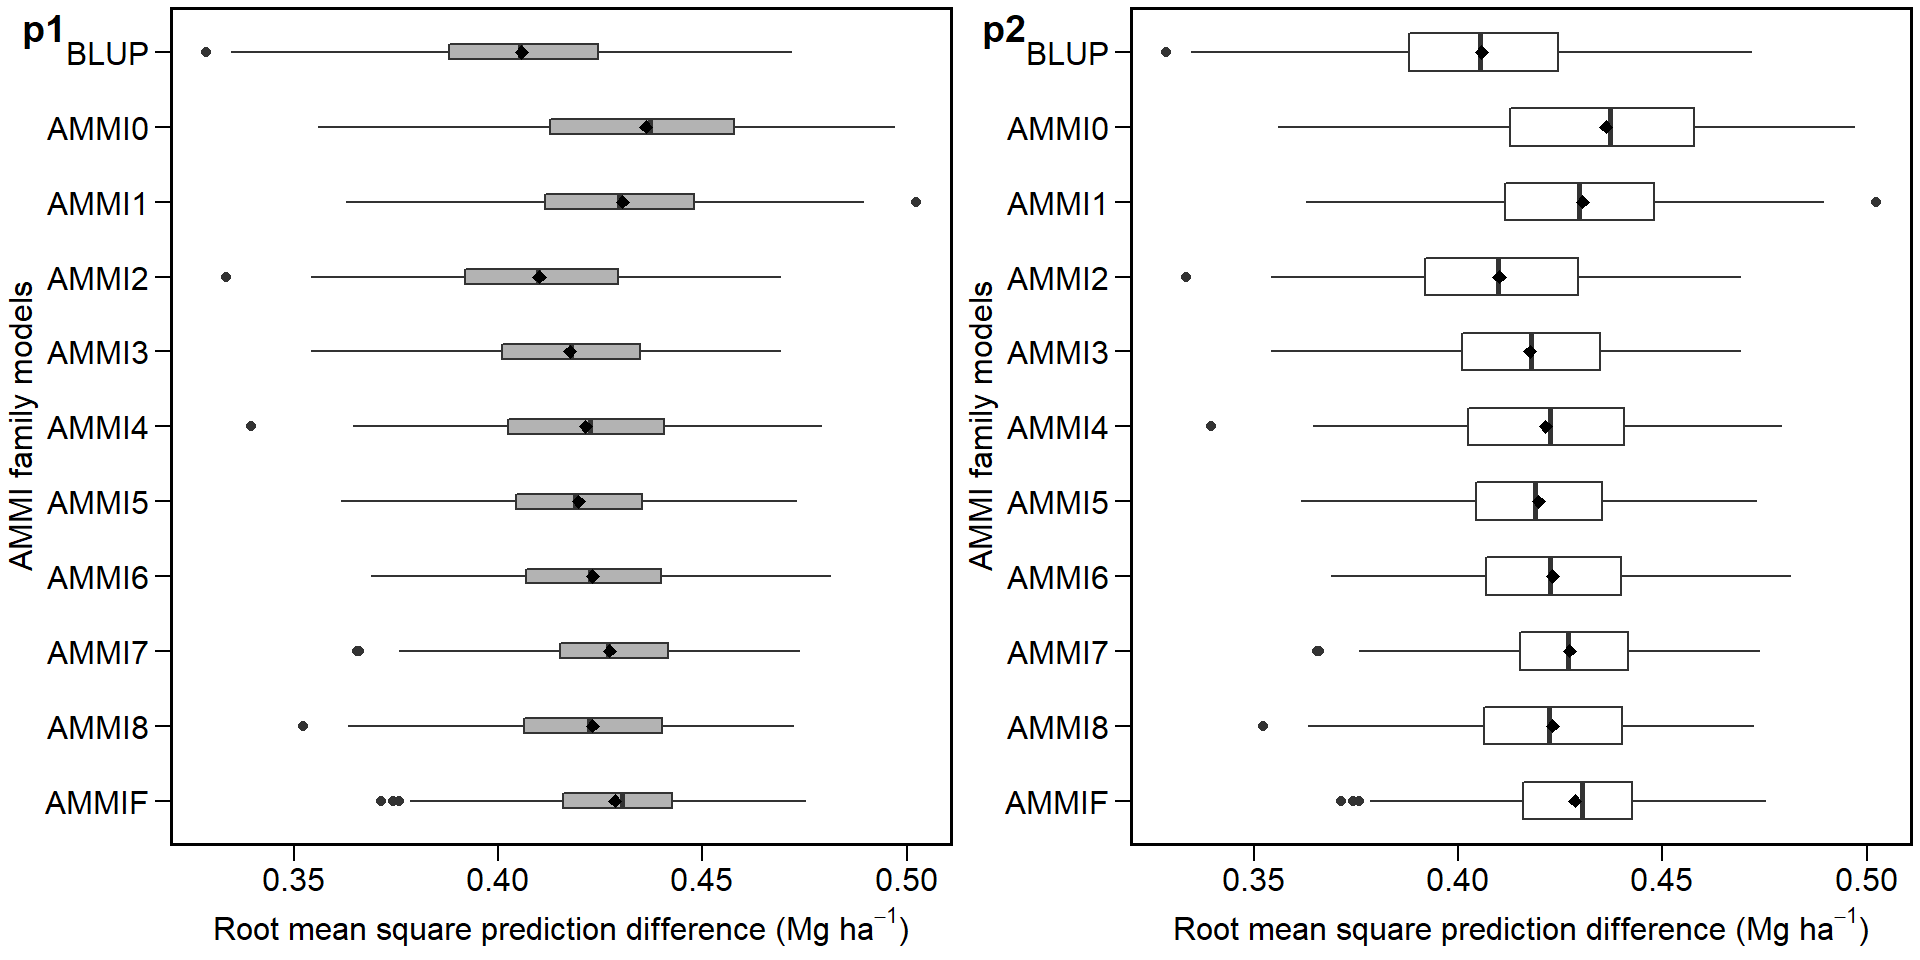 p1
BLUP
AMMI0
AMMI1
AMMI2
AMMI3
AMMI4
AMMI5
AMMI6
AMMI7
AMMI8
AMMIF
AMMI family models
0.35 0.40 0.45 0.50
Root mean square prediction difference (Mg ha⁻¹)
p2
BLUP
AMMI0
AMMI1
AMMI2
AMMI3
AMMI4
AMMI5
AMMI6
AMMI7
AMMI8
AMMIF
AMMI family models
0.35 0.40 0.45 0.50
Root mean square prediction difference (Mg ha⁻¹)